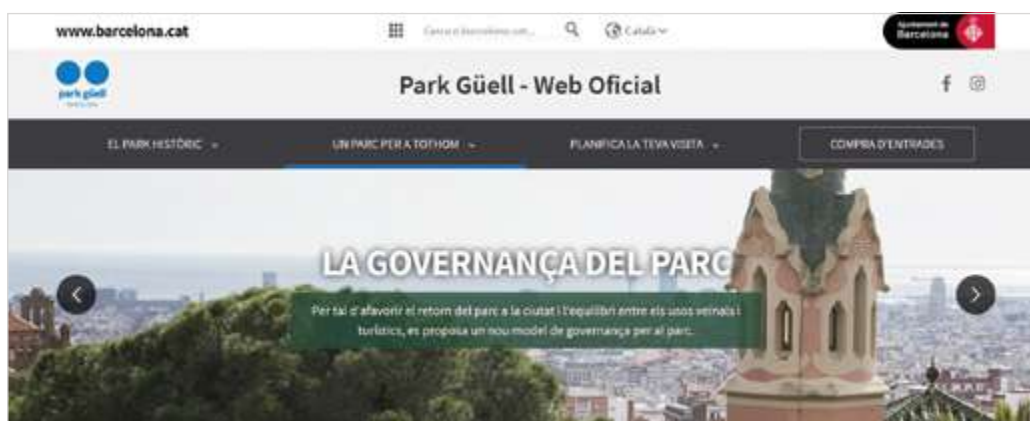 www.barcelona.cat
Català
Ajuntament de
Barcelona
park güell
Park Güell - Web Oficial
EL PARK HISTÒRIC
UN PARC PER A TOTHOM
PLANIFICA LA TEVA VISITA
COMPRA D'ENTRADES
LA GOVERNANÇA DEL PARC
Per tal d'afavorir el retorn del parc a la ciutat i l'equilibri entre els usos veïnals i
turístics, es proposa un nou model de governança per al parc.